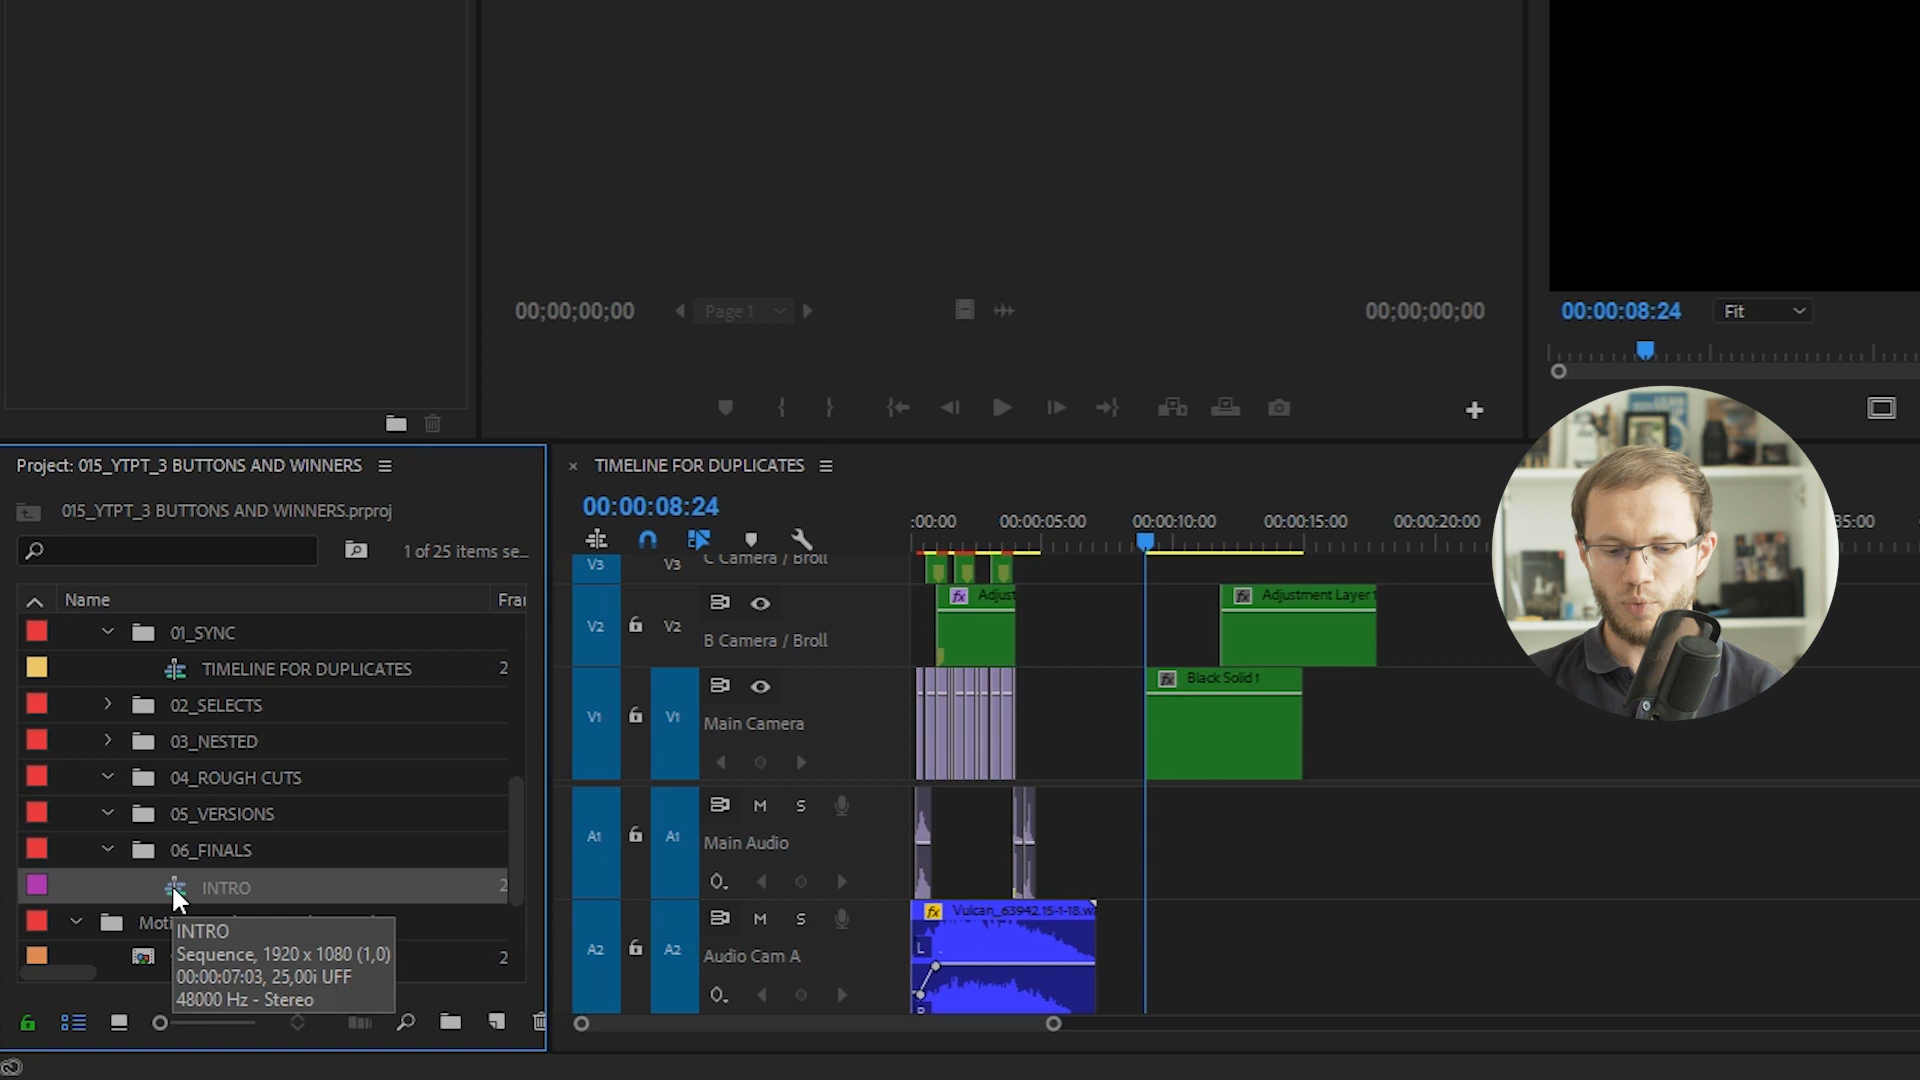 00;00;00;00
Page 1
00;00;00;00
00:00:08:24
Fit
Project: 015_YTPT_3 BUTTONS AND WINNERS
015_YTPT_3 BUTTONS AND WINNERS.prproj
1 of 25 items se...
Name
Fra
01_SYNC
TIMELINE FOR DUPLICATES 2
02_SELECTS
03_NESTED
04_ROUGH CUTS
05_VERSIONS
06_FINALS
INTRO 2
Moti
2
INTRO
Sequence, 1920 x 1080 (1,0)
00:00:07:03, 25,00i UFF
48000 Hz - Stereo
× TIMELINE FOR DUPLICATES
00:00:08:24
:00:00 00:00:05:00 00:00:10:00 00:00:15:00 00:00:20:00 35:00
V3 V3 C Camera / Broll
fx Adjust
fx Adjustment Layer
V2 V2 B Camera / Broll
fx Black Solid 1
V1 V1 Main Camera
M S
A1 A1 Main Audio
M S
fx Vulcan_63942.15-1-18.w
L
A2 A2 Audio Cam A
R